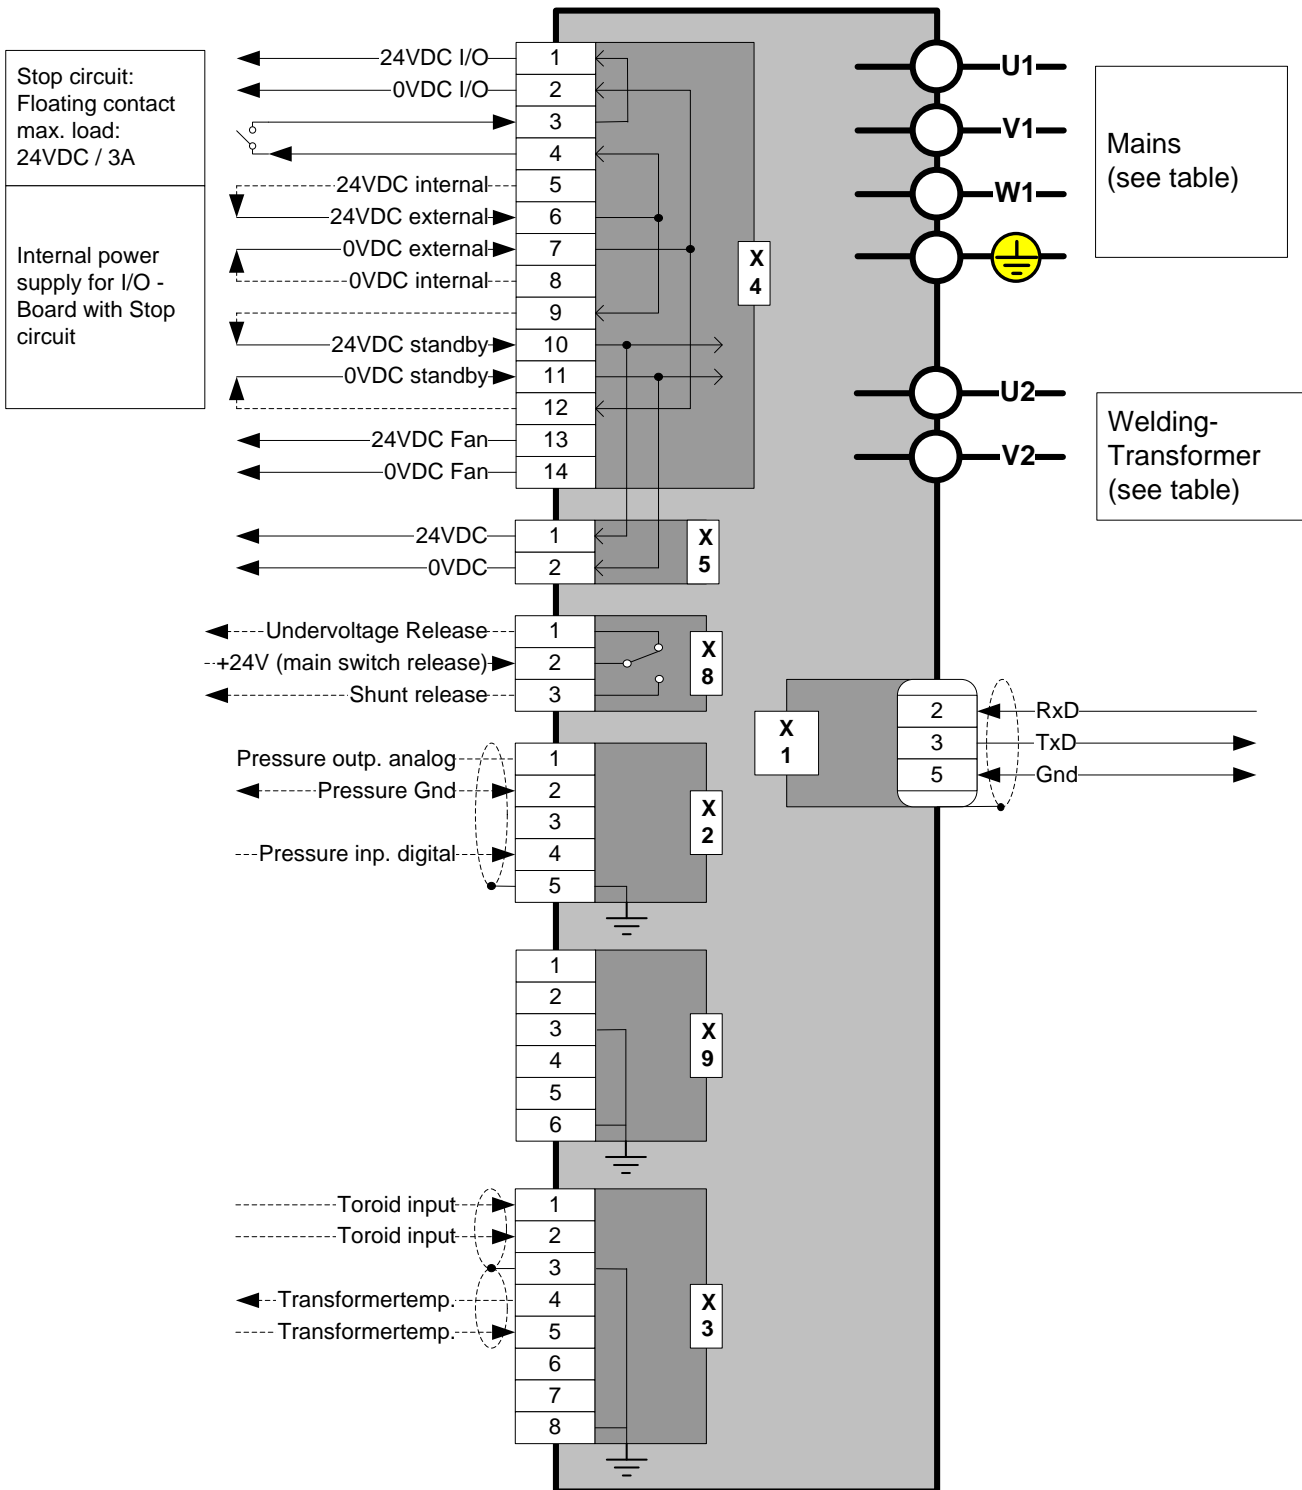 Stop circuit:
Floating contact
max. load:
24VDC / 3A
Internal power
supply for I/O -
Board with Stop
circuit
24VDC I/O 1
0VDC I/O 2
3
4
24VDC internal 5
24VDC external 6
0VDC external 7
0VDC internal 8
9
24VDC standby 10
0VDC standby 11
12
24VDC Fan 13
0VDC Fan 14
X
4
24VDC 1
0VDC 2
X
5
Undervoltage Release 1
+24V (main switch release) 2
Shunt release 3
X
8
Pressure outp. analog 1
Pressure Gnd 2
3
Pressure inp. digital 4
5
X
2
1
2
3
4
5
6
X
9
Toroid input 1
Toroid input 2
3
Transformertemp. 4
Transformertemp. 5
6
7
8
X
3
U1
V1
W1
Mains
(see table)
U2
V2
Welding-
Transformer
(see table)
X
1
2 RxD
3 TxD
5 Gnd